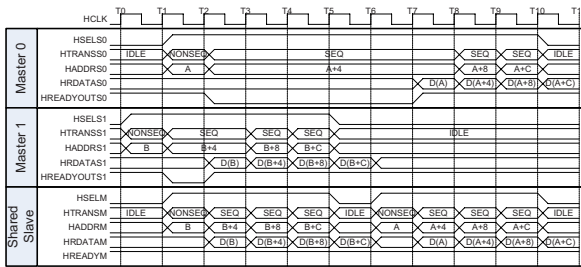 T0 T1 T2 T3 T4 T5 T6 T7 T8 T9 T10 T1
HCLK
Master 0
HSELS0
HTRANSS0 IDLE NONSEQ SEQ SEQ SEQ IDLE
HADDRS0 A A+4 A+8 A+C
HRDATAS0 D(A) D(A+4) D(A+8) D(A+C)
HREADYOUTS0
Master 1
HSELS1
HTRANSS1 NONSEQ SEQ SEQ SEQ IDLE
HADDRS1 B B+4 B+8 B+C
HRDATAS1 D(B) D(B+4) D(B+8) D(B+C)
HREADYOUTS1
Shared Slave
HSELM
HTRANSM IDLE NONSEQ SEQ SEQ SEQ IDLE NONSEQ SEQ SEQ SEQ IDLE
HADDRM B B+4 B+8 B+C A A+4 A+8 A+C
HRDATAM D(B) D(B+4) D(B+8) D(B+C) D(A) D(A+4) D(A+8) D(A+C)
HREADYM